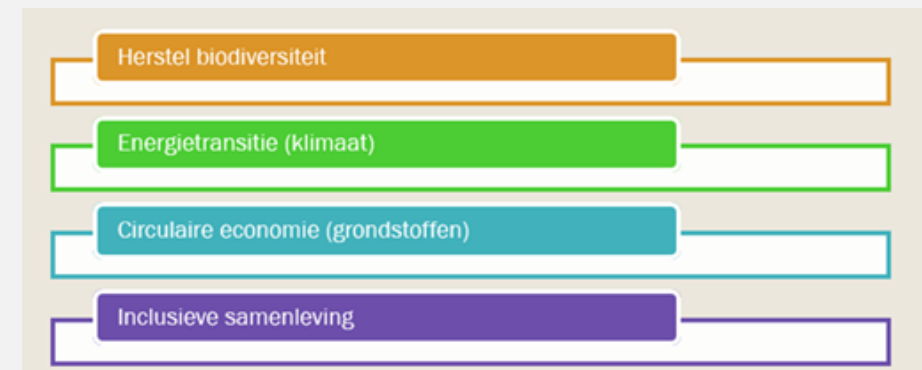 Herstel biodiversiteit
Energietransitie (klimaat)
Circulaire economie (grondstoffen)
Inclusieve samenleving